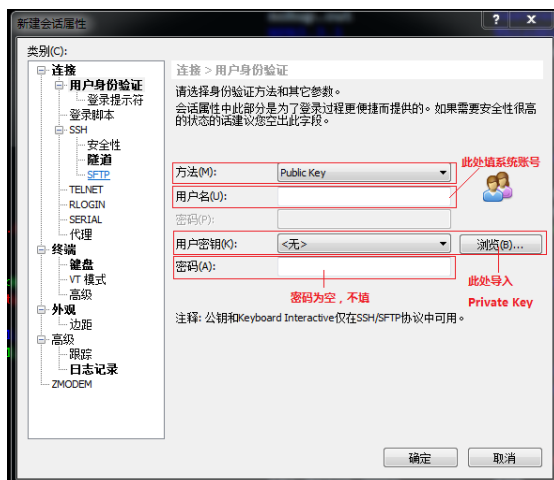 新建会话属性
类别(C):
连接
用户身份验证
登录提示符
登录脚本
SSH
安全性
隧道
SFTP
TELNET
RLOGIN
SERIAL
代理
终端
键盘
VT 模式
高级
外观
边距
高级
跟踪
日志记录
ZMODEM
连接 > 用户身份验证
请选择身份验证方法和其它参数。
会话属性中此部分是为了登录过程更便捷而提供的。如果需要安全性很高
的状态的话建议您空出此字段。
此处填系统账号
方法(M):
Public Key
用户名(U):
密码(P):
用户密钥(K):
<无>
浏览(B)...
密码(A):
此处导入
Private Key
密码为空，不填
注释: 公钥和Keyboard Interactive仅在SSH/SFTP协议中可用。
确定
取消